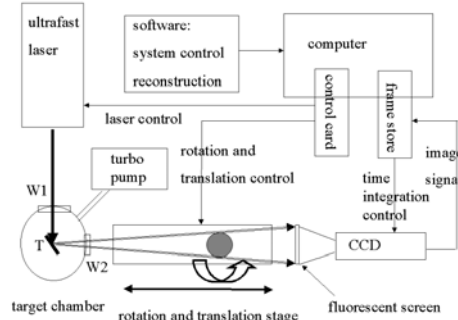 ultrafast
laser
software:
system control
reconstruction
computer
control card
frame store
laser control
turbo
pump
rotation and
translation control
time
integration
control
image
signa
W1
T
W2
CCD
target chamber
rotation and translation stage
fluorescent screen